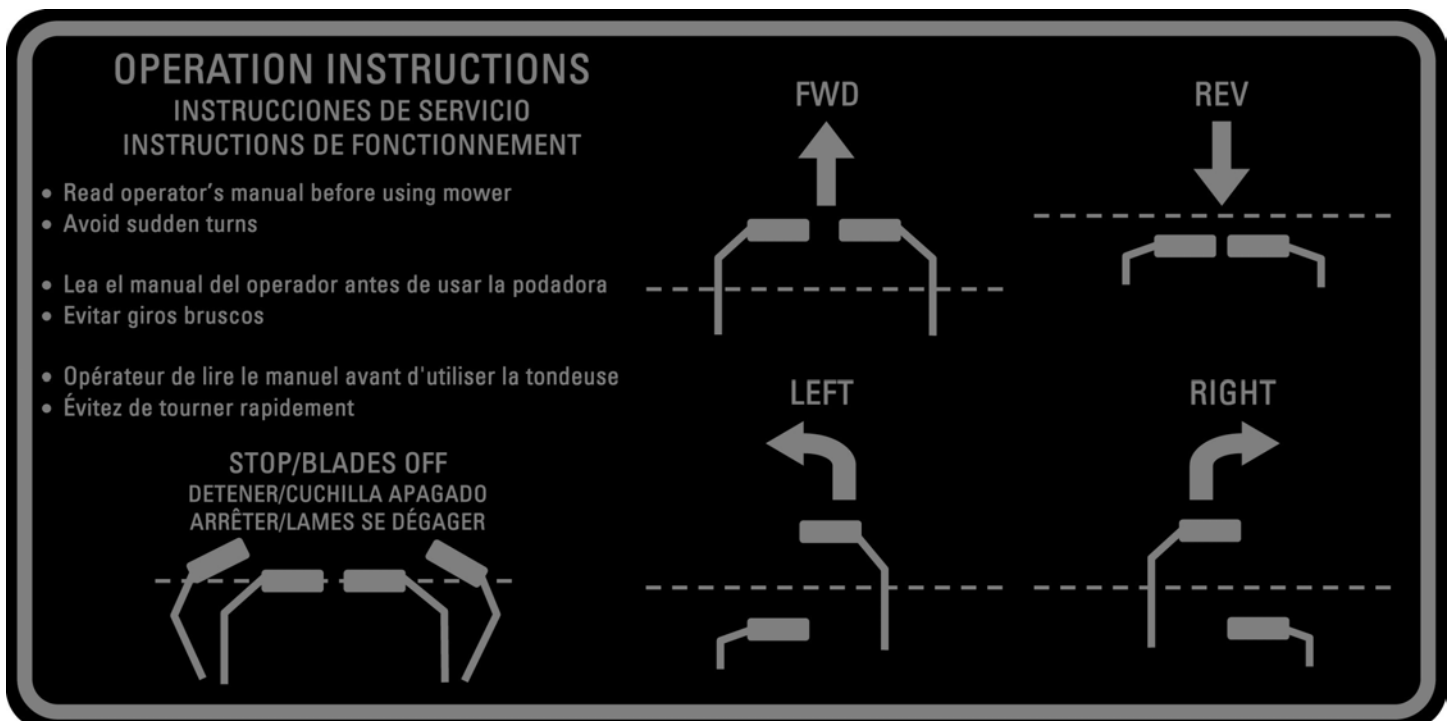 OPERATION INSTRUCTIONS
INSTRUCCIONES DE SERVICIO
INSTRUCTIONS DE FONCTIONNEMENT
• Read operator's manual before using mower
• Avoid sudden turns
• Lea el manual del operador antes de usar la podadora
• Evitar giros bruscos
• Opérateur de lire le manuel avant d'utiliser la tondeuse
• Évitez de tourner rapidement
STOP/BLADES OFF
DETENER/CUCHILLA APAGADO
ARRÊTER/LAMES SE DÉGAGER
FWD
REV
LEFT
RIGHT